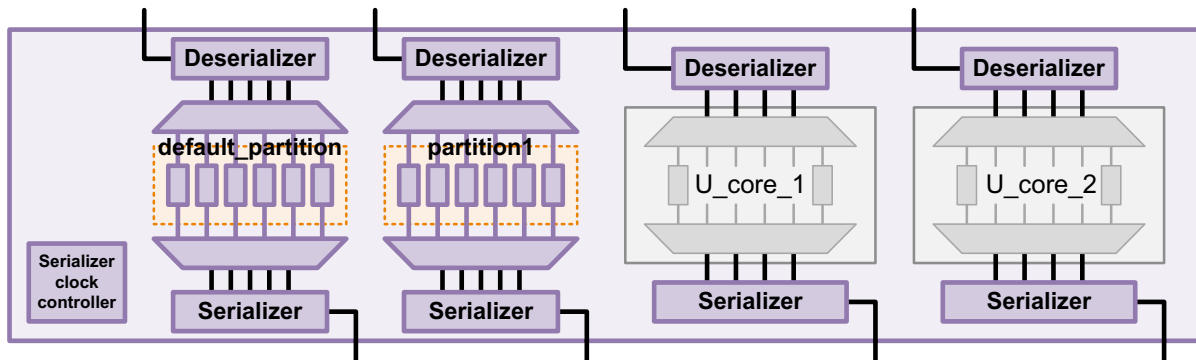 Deserializer
Deserializer
Deserializer
Deserializer
default_partition
partition1
U_core_1
U_core_2
Serializer
clock
controller
Serializer
Serializer
Serializer
Serializer